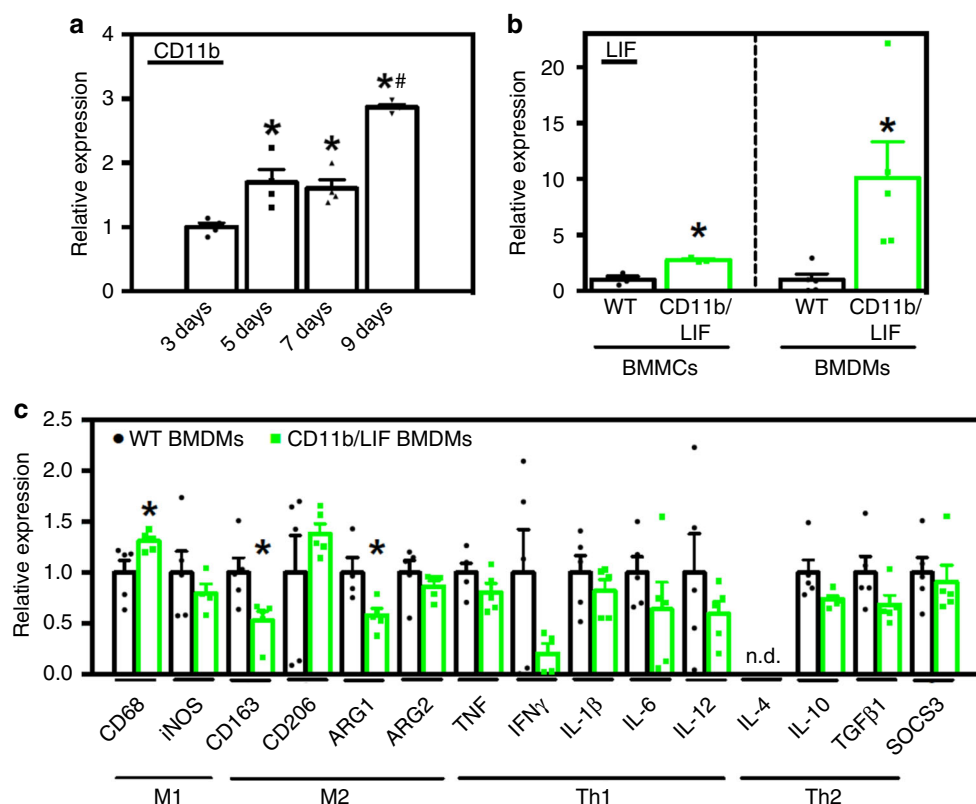 a
CD11b
Relative expression
4
3
2
1
0
*
*
*#
3 days
5 days
7 days
9 days
b
LIF
Relative expression
20
15
10
5
0
*
*
WT
CD11b/
LIF
WT
CD11b/
LIF
BMMCs
BMDMs
c
Relative expression
2.5
2.0
1.5
1.0
0.5
0.0
WT BMDMs
CD11b/LIF BMDMs
*
*
*
n.d.
CD68
iNOS
CD163
CD206
ARG1
ARG2
TNF
IFNγ
IL-1β
IL-6
IL-12
IL-4
IL-10
TGFβ1
SOCS3
M1
M2
Th1
Th2